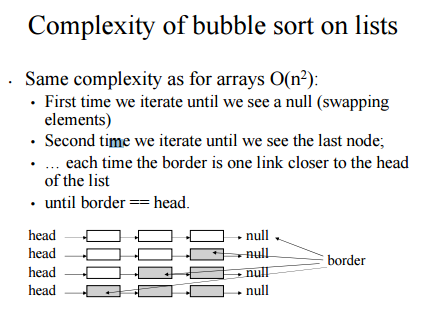 Complexity of bubble sort on lists
• Same complexity as for arrays O(n²):
• First time we iterate until we see a null (swapping
elements)
• Second time we iterate until we see the last node;
• … each time the border is one link closer to the head
of the list
• until border == head.
head null
head null
border
head null
head null